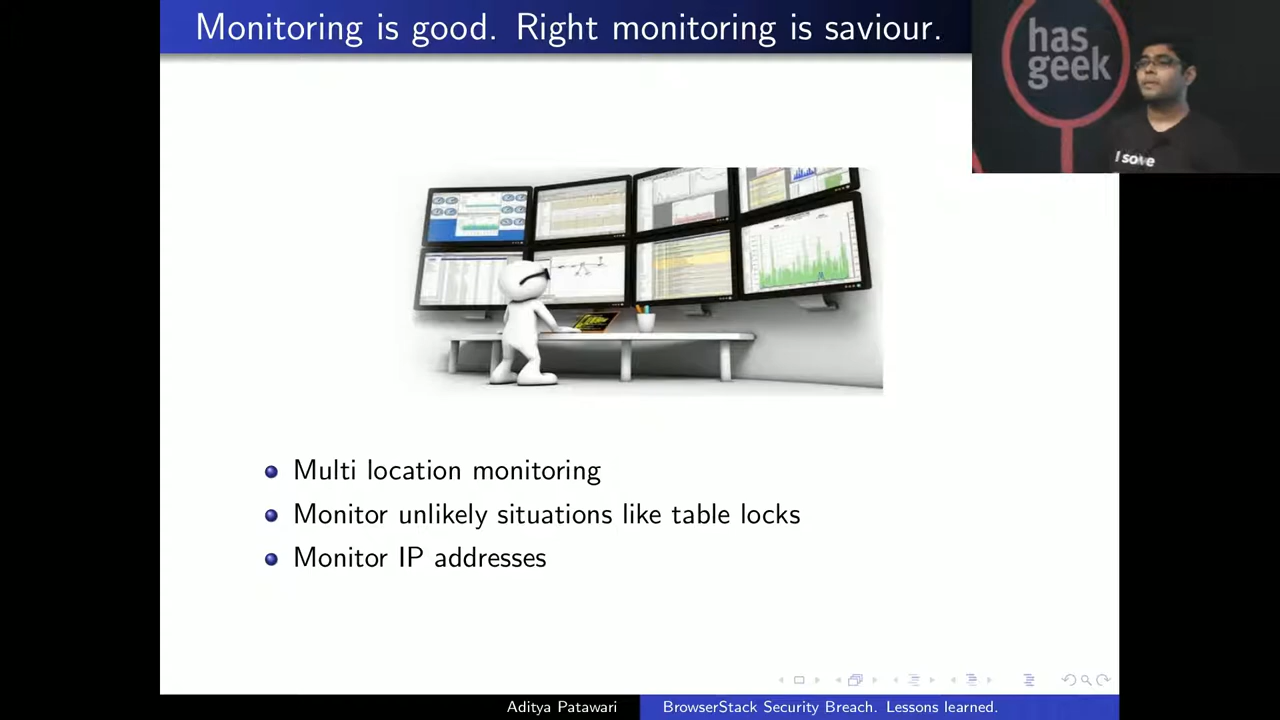 Monitoring is good. Right monitoring is saviour.
has
geek
I solve
Multi location monitoring
Monitor unlikely situations like table locks
Monitor IP addresses
Aditya Patawari
BrowserStack Security Breach. Lessons learned.